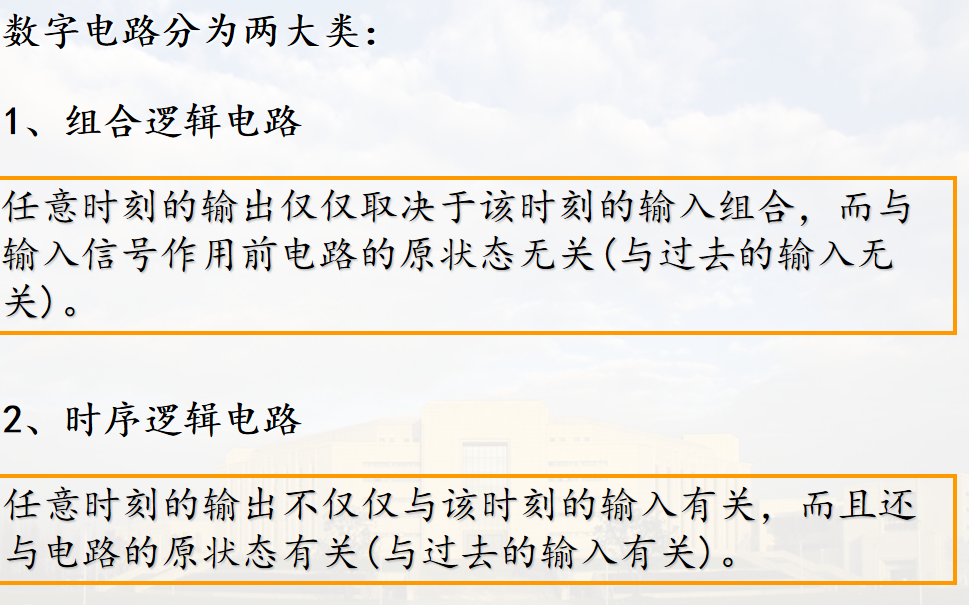 数字电路分为两大类：
1、组合逻辑电路
任意时刻的输出仅仅取决于该时刻的输入组合，而与
输入信号作用前电路的原状态无关(与过去的输入无
关)。
2、时序逻辑电路
任意时刻的输出不仅仅与该时刻的输入有关，而且还
与电路的原状态有关(与过去的输入有关)。